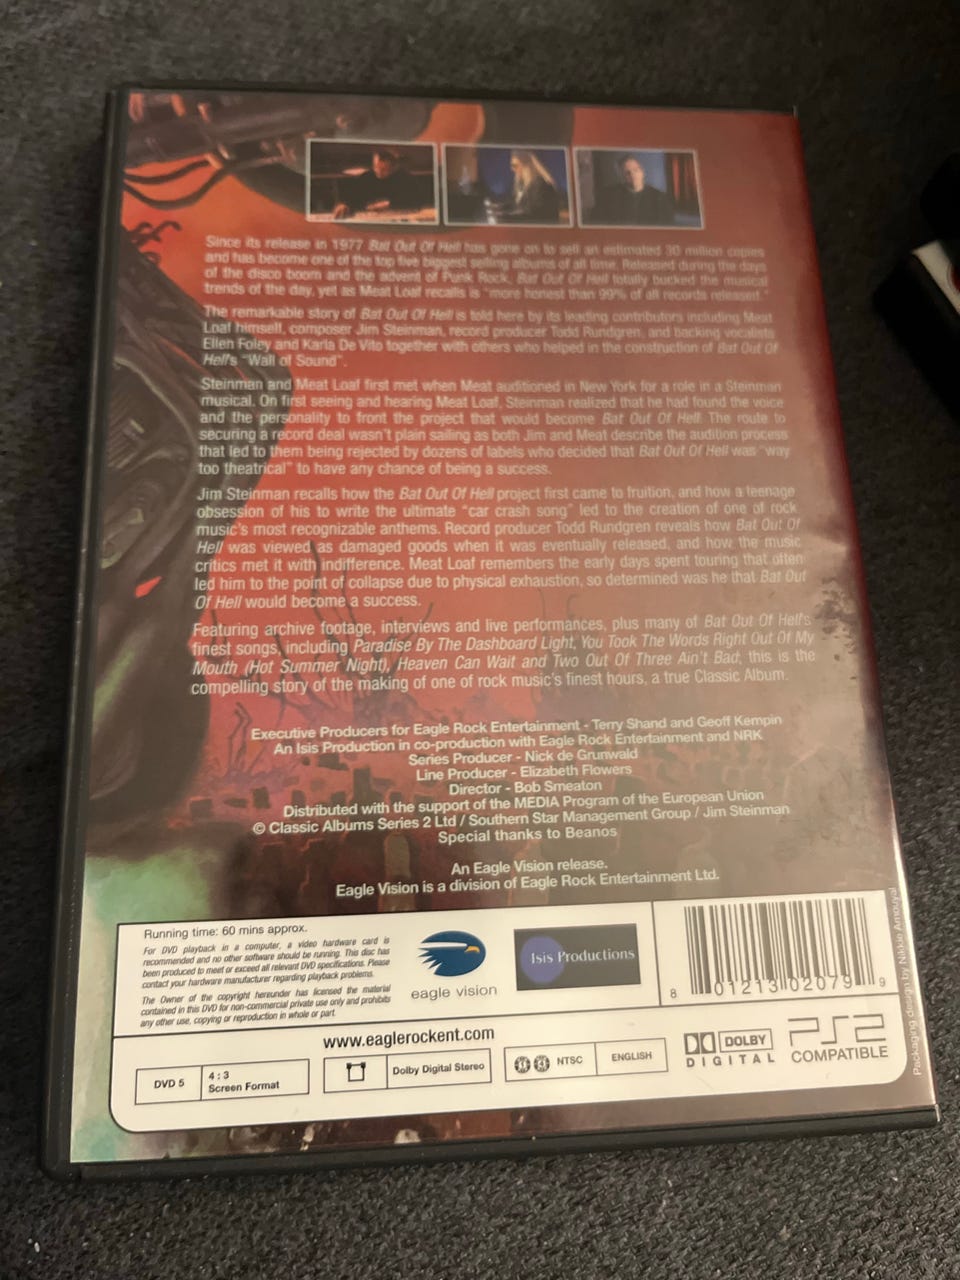 Since its release in 1977 Bat Out Of Hell has gone on to sell an estimated 30 million copies
and has become one of the top five biggest selling albums of all time. Released during the days
of the disco boom and the advent of Punk Rock, Bat Out Of Hell totally bucked the musical
trends of the day, yet as Meat Loaf recalls is "more honest than 99% of all records released."
The remarkable story of Bat Out Of Hell is told here by its leading contributors including Meat
Loaf himself, composer Jim Steinman, record producer Todd Rundgren, and backing vocalists
Ellen Foley and Karla De Vito together with others who helped in the construction of Bat Out Of
Hell's "Wall of Sound".
Steinman and Meat Loaf first met when Meat auditioned in New York for a role in a Steinman
musical. On first seeing and hearing Meat Loaf, Steinman realized that he had found the voice
and the personality to front the project that would become Bat Out Of Hell. The route to
securing a record deal wasn't plain sailing as both Jim and Meat describe the audition process
that led to them being rejected by dozens of labels who decided that Bat Out Of Hell was "way
too theatrical" to have any chance of being a success.
Jim Steinman recalls how the Bat Out Of Hell project first came to fruition, and how a teenage
obsession of his to write the ultimate "car crash song" led to the creation of one of rock
music's most recognizable anthems. Record producer Todd Rundgren reveals how Bat Out Of
Hell was viewed as damaged goods when it was eventually released, and how the music
critics met it with indifference. Meat Loaf remembers the early days spent touring that often
led him to the point of collapse due to physical exhaustion, so determined was he that Bat Out
Of Hell would become a success.
Featuring archive footage, interviews and live performances, plus many of Bat Out Of Hell's
finest songs, including Paradise By The Dashboard Light, You Took The Words Right Out Of My
Mouth (Hot Summer Night), Heaven Can Wait and Two Out Of Three Ain't Bad, this is the
compelling story of the making of one of rock music's finest hours, a true Classic Album.
Executive Producers for Eagle Rock Entertainment - Terry Shand and Geoff Kempin
An Isis Production in co-production with Eagle Rock Entertainment and NRK
Series Producer - Nick de Grunwald
Line Producer - Elizabeth Flowers
Director - Bob Smeaton
Distributed with the support of the MEDIA Program of the European Union
© Classic Albums Series 2 Ltd / Southern Star Management Group / Jim Steinman
Special thanks to Beanos
An Eagle Vision release.
Eagle Vision is a division of Eagle Rock Entertainment Ltd.
Running time: 60 mins approx.
For DVD playback in a computer, a video hardware card is
recommended and no other software should be running. This disc has
been produced to meet or exceed all relevant DVD specifications. Please
contact your hardware manufacturer regarding playback problems.
The Owner of the copyright hereunder has licensed the material
contained in this DVD for non-commercial private use only and prohibits
any other use, copying or reproduction in whole or part.
eagle vision
Isis Productions
8 01213 02079 9
Packaging design by Nikkie Amouyal
www.eaglerockent.com
DVD 5
4 : 3
Screen Format
Dolby Digital Stereo
NTSC
ENGLISH
DOLBY
DIGITAL
PS2
COMPATIBLE